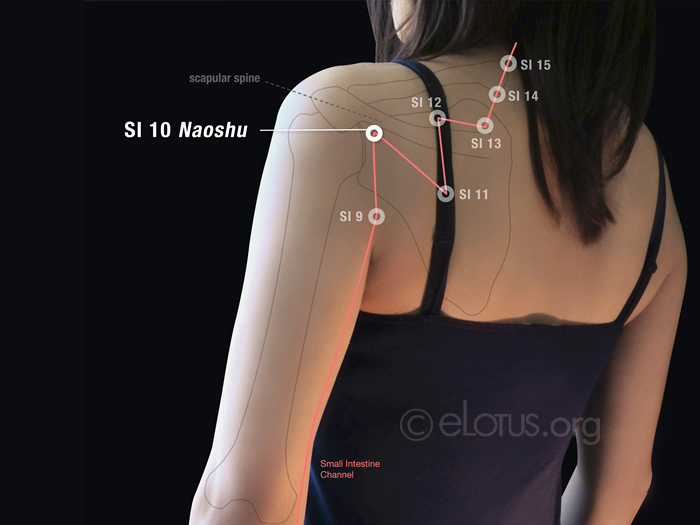 scapular spine
SI 15
SI 12
SI 14
SI 10 Naoshu
SI 13
SI 11
SI 9
© eLotus.org
Small Intestine
Channel